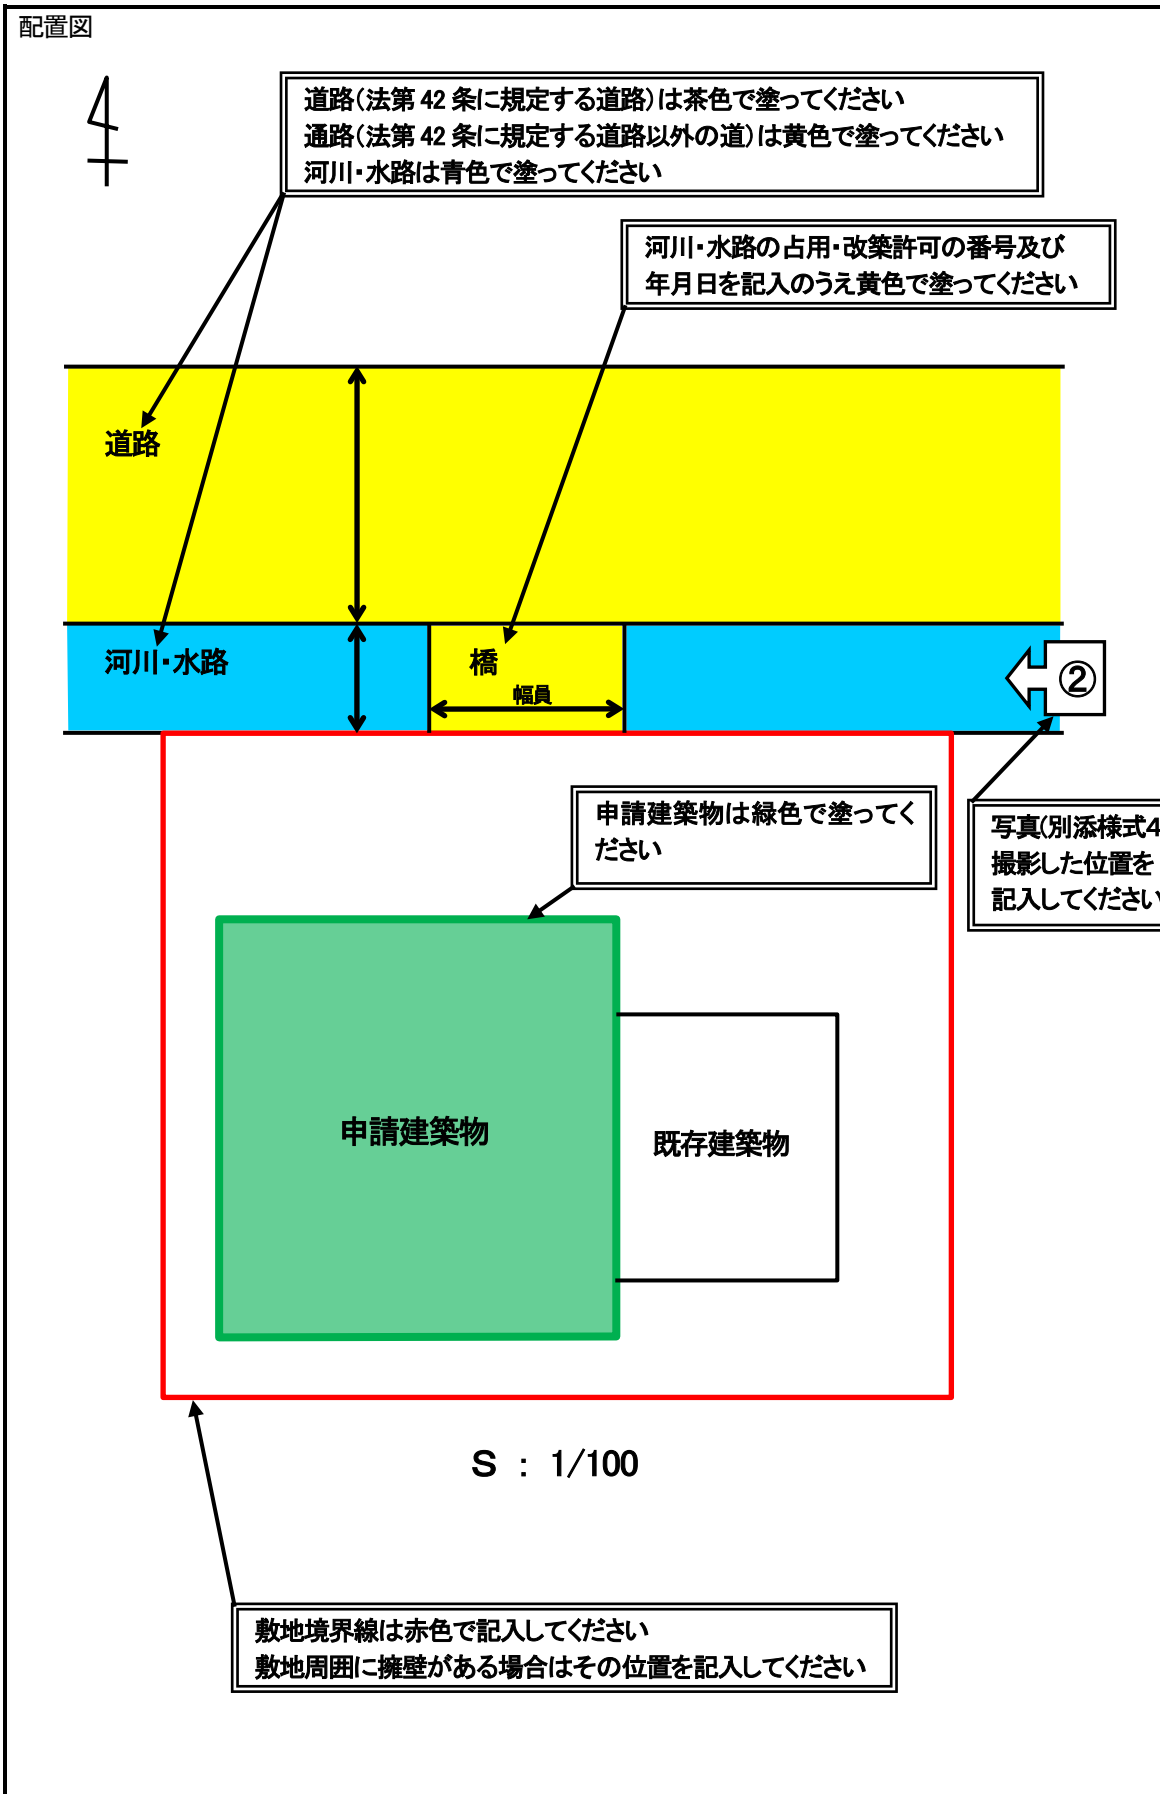 配置図
道路(法第 42 条に規定する道路)は茶色で塗ってください
通路(法第 42 条に規定する道路以外の道)は黄色で塗ってください
河川・水路は青色で塗ってください
河川・水路の占用・改築許可の番号及び
年月日を記入のうえ黄色で塗ってください
道路
河川・水路
橋
幅員
②
申請建築物は緑色で塗ってく
ださい
写真(別添様式4
撮影した位置を
記入してください
申請建築物
既存建築物
S : 1/100
敷地境界線は赤色で記入してください
敷地周囲に擁壁がある場合はその位置を記入してください